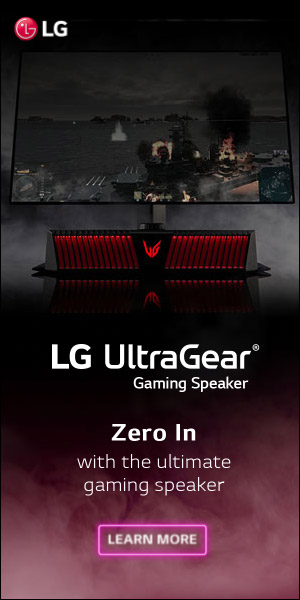 LG
LG UltraGear®
Gaming Speaker
Zero In
with the ultimate
gaming speaker
LEARN MORE